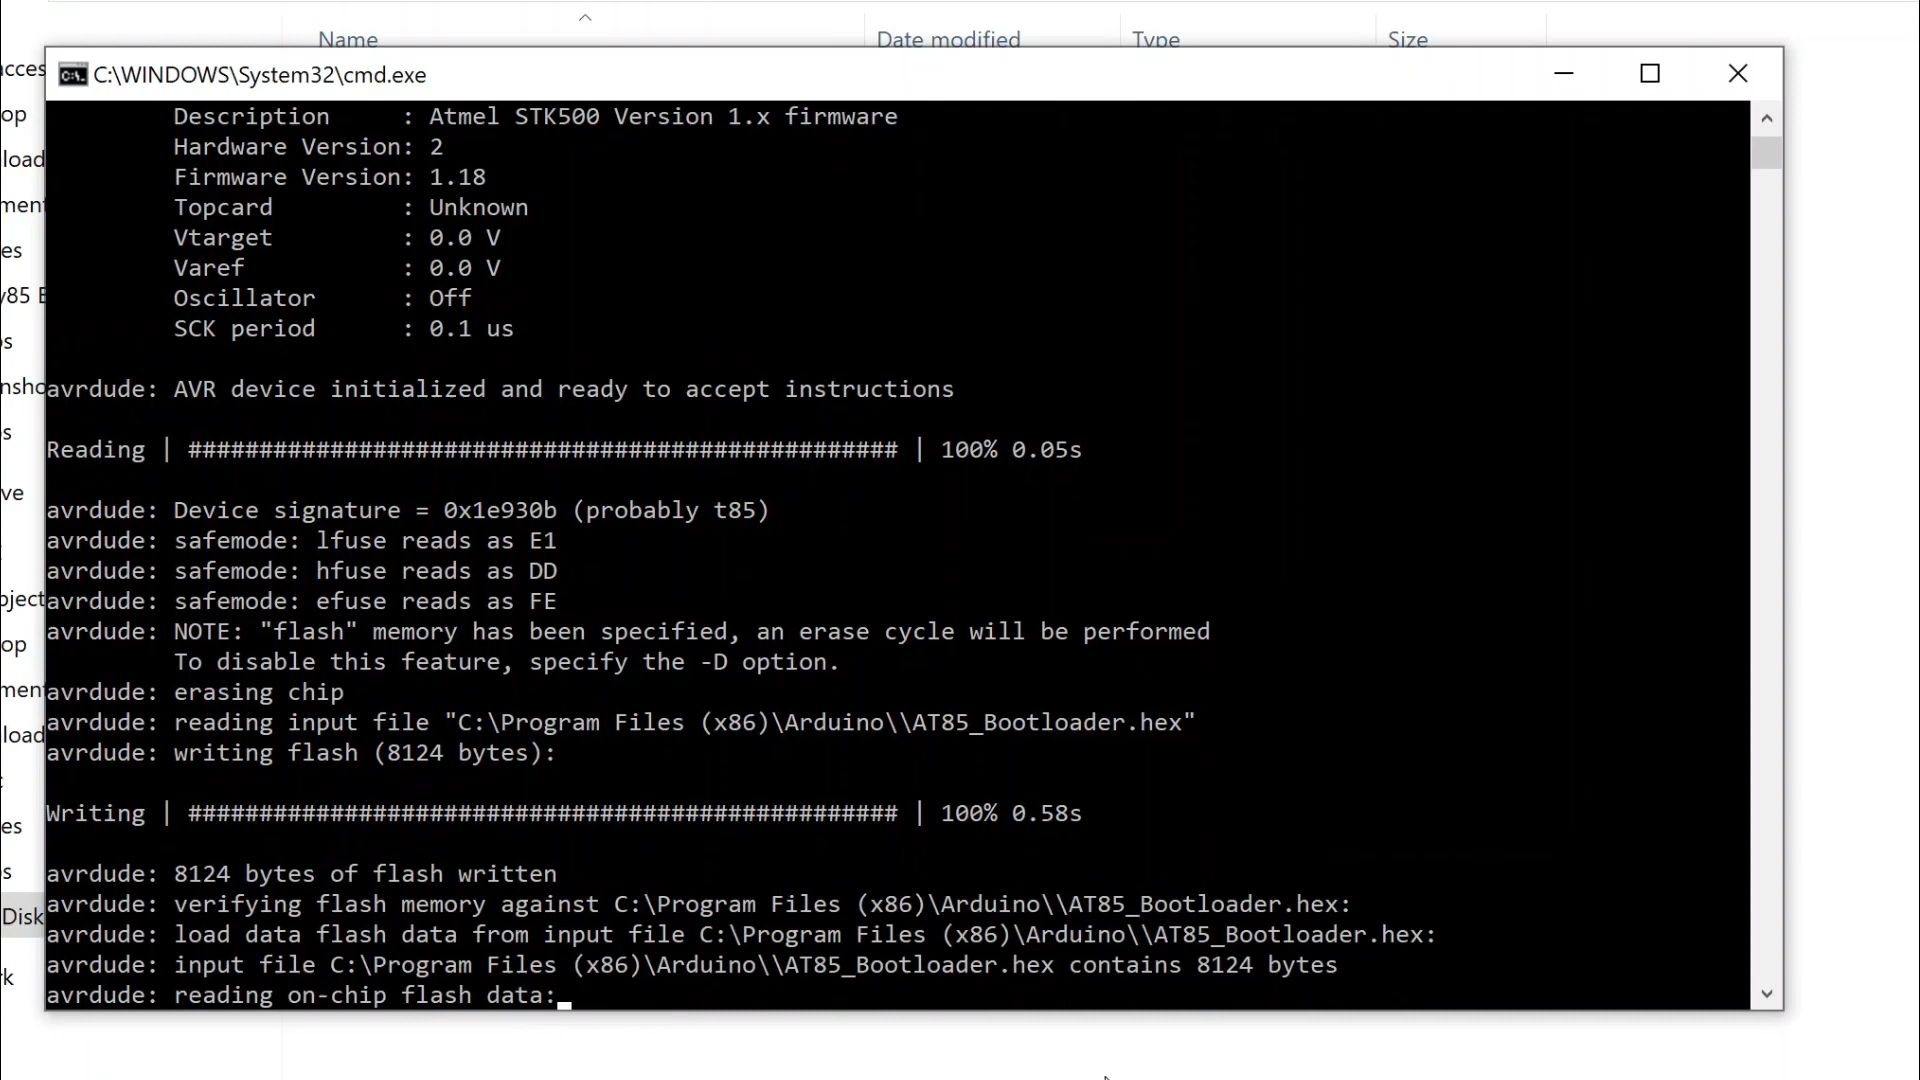 Name Date modified Type Size
C:\WINDOWS\System32\cmd.exe
Description : Atmel STK500 Version 1.x firmware
Hardware Version: 2
Firmware Version: 1.18
Topcard : Unknown
Vtarget : 0.0 V
Varef : 0.0 V
Oscillator : Off
SCK period : 0.1 us
avrdude: AVR device initialized and ready to accept instructions
Reading | ################################################## | 100% 0.05s
avrdude: Device signature = 0x1e930b (probably t85)
avrdude: safemode: lfuse reads as E1
avrdude: safemode: hfuse reads as DD
avrdude: safemode: efuse reads as FE
avrdude: NOTE: "flash" memory has been specified, an erase cycle will be performed
To disable this feature, specify the -D option.
avrdude: erasing chip
avrdude: reading input file "C:\Program Files (x86)\Arduino\\AT85_Bootloader.hex"
avrdude: writing flash (8124 bytes):
Writing | ################################################## | 100% 0.58s
avrdude: 8124 bytes of flash written
avrdude: verifying flash memory against C:\Program Files (x86)\Arduino\\AT85_Bootloader.hex:
avrdude: load data flash data from input file C:\Program Files (x86)\Arduino\\AT85_Bootloader.hex:
avrdude: input file C:\Program Files (x86)\Arduino\\AT85_Bootloader.hex contains 8124 bytes
avrdude: reading on-chip flash data:
Disk